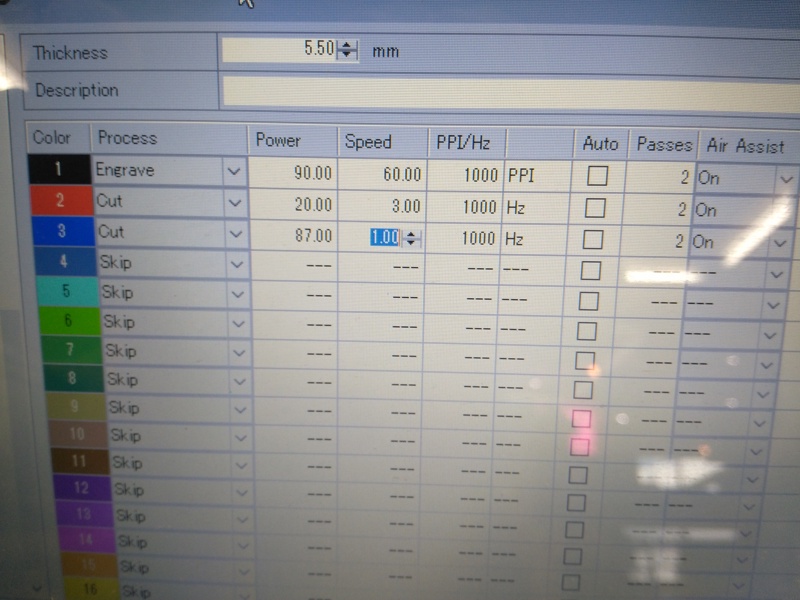 Thickness 5.50 mm
Description
Color Process Power Speed PPI/Hz Auto Passes Air Assist
1 Engrave 90.00 60.00 1000 PPI 2 On
2 Cut 20.00 3.00 1000 Hz 2 On
3 Cut 87.00 1.00 1000 Hz 2 On
4 Skip --- --- --- --- --- ---
5 Skip --- --- --- --- --- ---
6 Skip --- --- --- --- --- ---
7 Skip --- --- --- --- --- ---
8 Skip --- --- --- --- --- ---
9 Skip --- --- --- --- --- ---
10 Skip --- --- --- --- --- ---
11 Skip --- --- --- --- --- ---
12 Skip --- --- --- --- --- ---
13 Skip --- --- --- --- --- ---
14 Skip --- --- --- --- --- ---
15 Skip --- --- --- --- --- ---
16 Skip --- --- --- --- --- ---